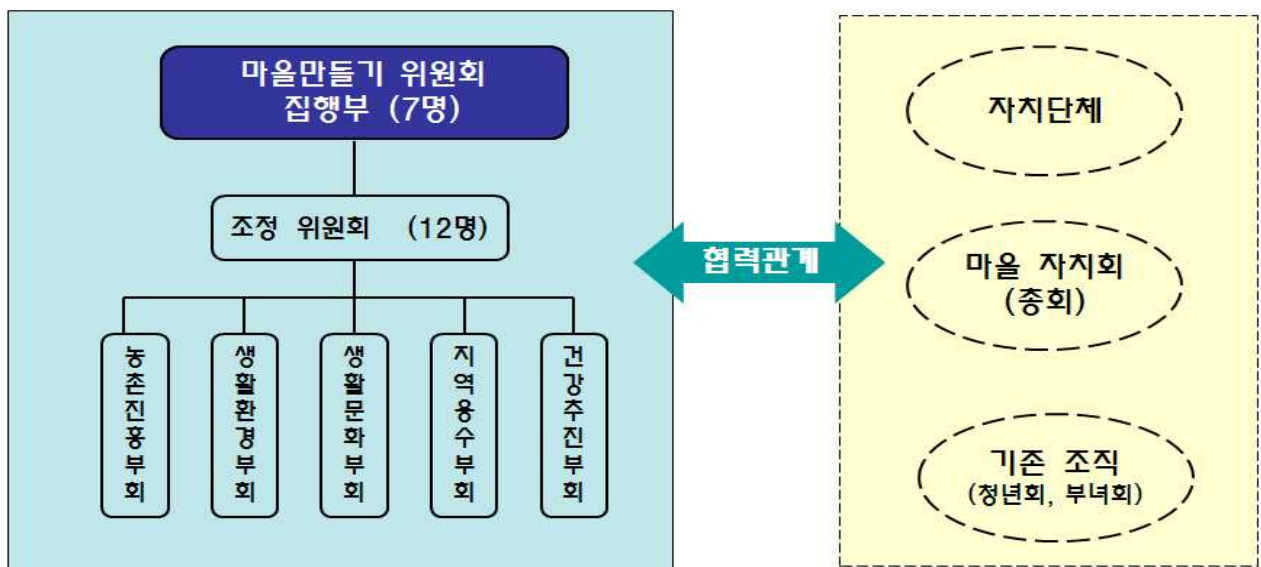 마을만들기 위원회
집행부 (7명)
조정 위원회 (12명)
농촌진흥부회
생활환경부회
생활문화부회
지역용수부회
건강추진부회
협력관계
자치단체
마을 자치회
(총회)
기존 조직
(청년회, 부녀회)